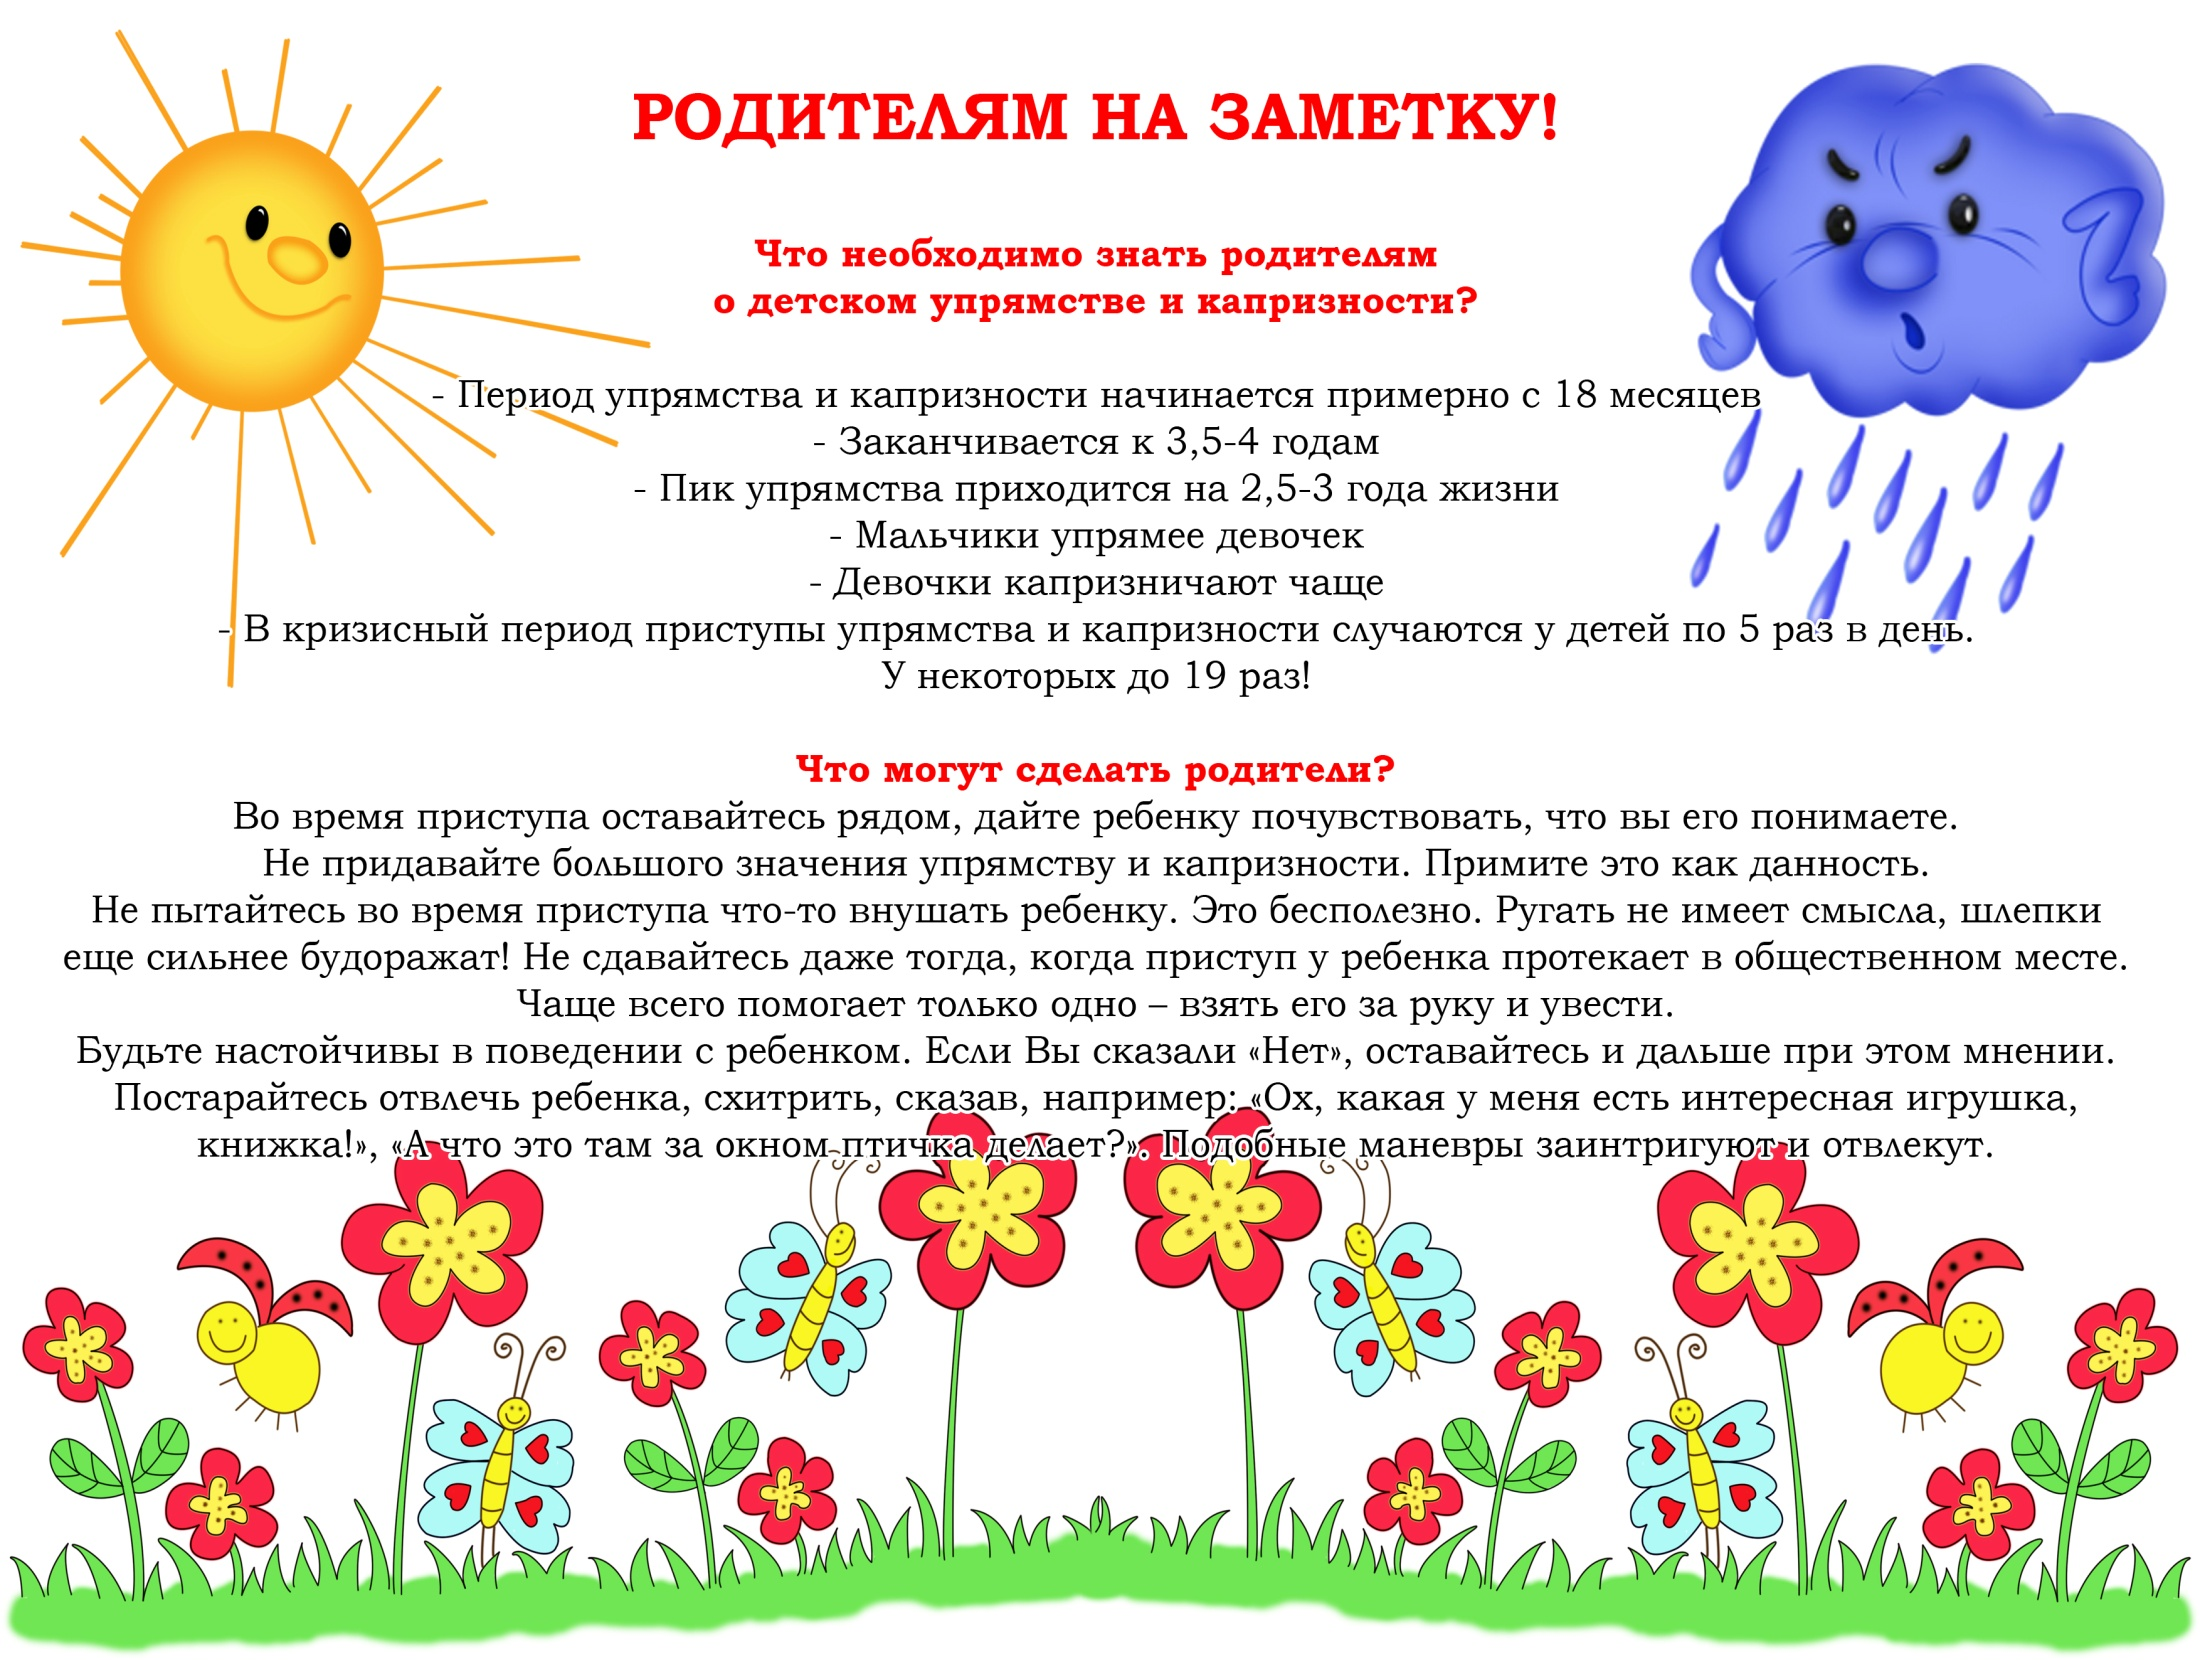 РОДИТЕЛЯМ НА ЗАМЕТКУ!
Что необходимо знать родителям
о детском упрямстве и капризности?
- Период упрямства и капризности начинается примерно с 18 месяцев
- Заканчивается к 3,5-4 годам
- Пик упрямства приходится на 2,5-3 года жизни
- Мальчики упрямее девочек
- Девочки капризничают чаще
- В кризисный период приступы упрямства и капризности случаются у детей по 5 раз в день.
У некоторых до 19 раз!
Что могут сделать родители?
Во время приступа оставайтесь рядом, дайте ребенку почувствовать, что вы его понимаете.
Не придавайте большого значения упрямству и капризности. Примите это как данность.
Не пытайтесь во время приступа что-то внушать ребенку. Это бесполезно. Ругать не имеет смысла, шлепки
еще сильнее будоражат! Не сдавайтесь даже тогда, когда приступ у ребенка протекает в общественном месте.
Чаще всего помогает только одно – взять его за руку и увести.
Будьте настойчивы в поведении с ребенком. Если Вы сказали «Нет», оставайтесь и дальше при этом мнении.
Постарайтесь отвлечь ребенка, схитрить, сказав, например: «Ох, какая у меня есть интересная игрушка,
книжка!», «А что это там за окном птичка делает?». Подобные маневры заинтригуют и отвлекут.